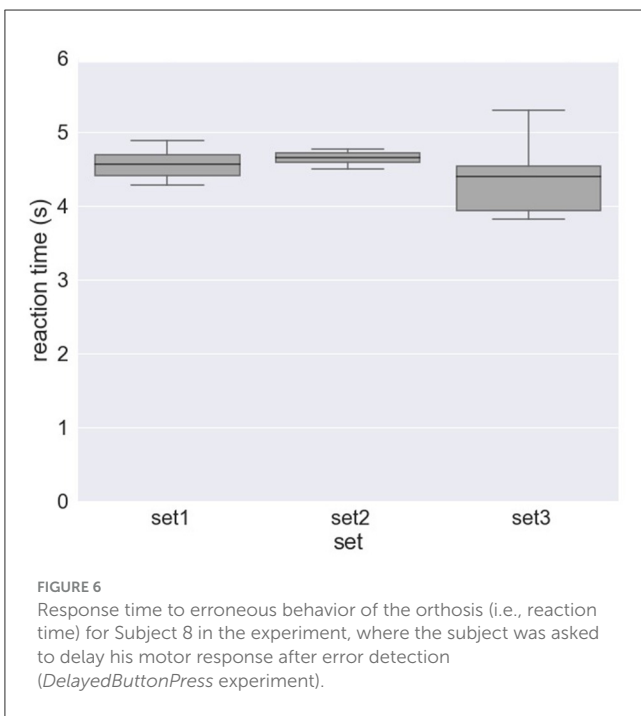 6
5
4
3
2
1
0
reaction time (s)
set1 set2 set3
set
FIGURE 6
Response time to erroneous behavior of the orthosis (i.e., reaction
time) for Subject 8 in the experiment, where the subject was asked
to delay his motor response after error detection
(DelayedButtonPress experiment).